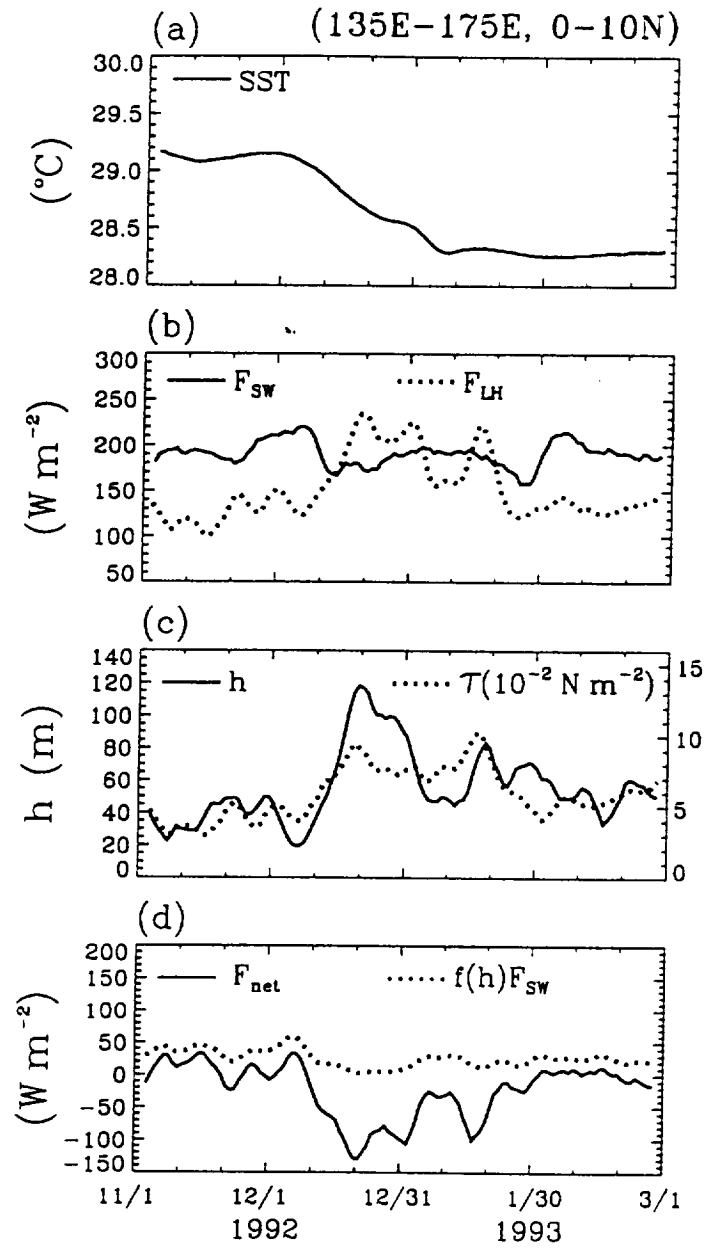 (a) (135E−175E, 0−10N)
30.0
29.5
29.0
28.5
28.0
(°C)
SST
(b)
300
250
200
150
100
50
(W m⁻²)
F_SW F_LH
(c)
140
120
100
80
60
40
20
0
h (m)
h τ(10⁻² N m⁻²)
15
10
5
0
(d)
200
150
100
50
0
−50
−100
−150
(W m⁻²)
F_net f(h)F_SW
11/1 12/1 12/31 1/30 3/1
1992 1993